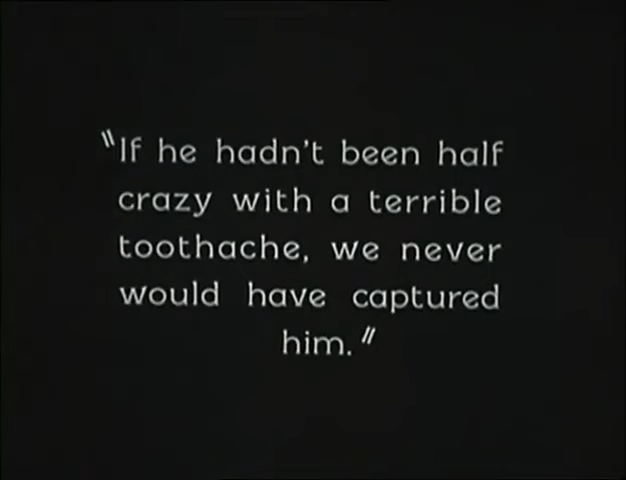 "If he hadn't been half
crazy with a terrible
toothache, we never
would have captured
him."